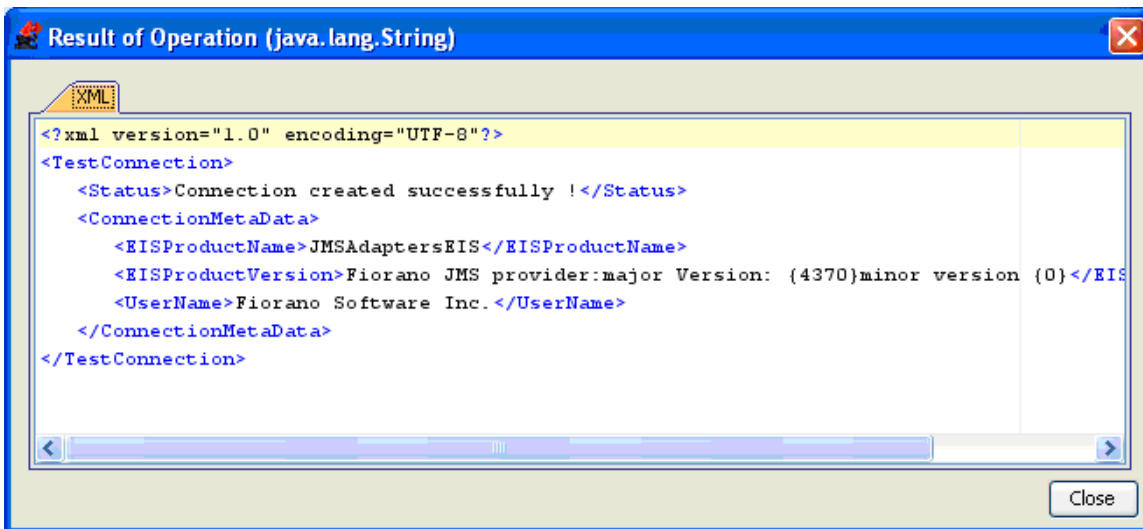 Result of Operation (java.lang.String)
XML
<?xml version="1.0" encoding="UTF-8"?>
<TestConnection>
<Status>Connection created successfully !</Status>
<ConnectionMetaData>
<EISProductName>JMSAdaptersEIS</EISProductName>
<EISProductVersion>Fiorano JMS provider:major Version: {4370}minor version {0}</EIS
<UserName>Fiorano Software Inc.</UserName>
</ConnectionMetaData>
</TestConnection>
Close